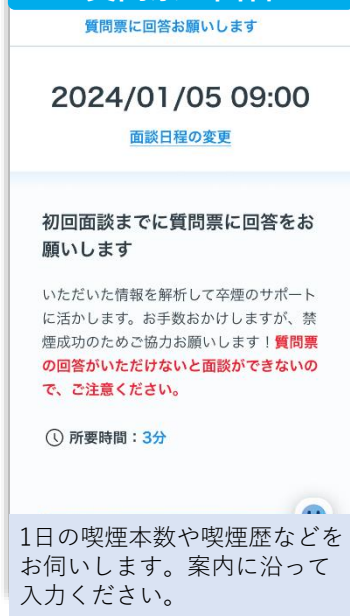 質問票に回答お願いします
2024/01/05 09:00
面談日程の変更
初回面談までに質問票に回答をお
願いします
いただいた情報を解析して卒煙のサポート
に活かします。お手数おかけしますが、禁
煙成功のためご協力お願いします！質問票
の回答がいただけないと面談ができないの
で、ご注意ください。
所要時間：3分
1日の喫煙本数や喫煙歴などを
お伺いします。案内に沿って
入力ください。